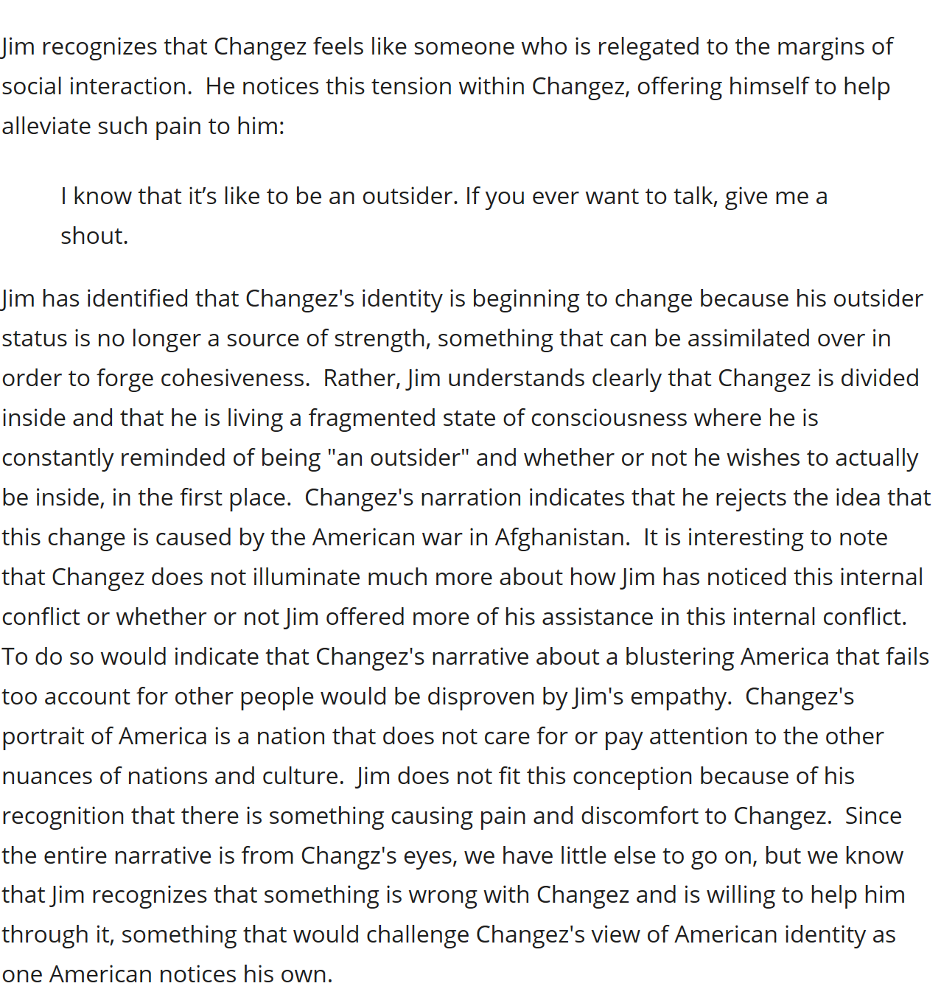 Jim recognizes that Changez feels like someone who is relegated to the margins of
social interaction.  He notices this tension within Changez, offering himself to help
alleviate such pain to him:
I know that it’s like to be an outsider. If you ever want to talk, give me a
shout.
Jim has identified that Changez's identity is beginning to change because his outsider
status is no longer a source of strength, something that can be assimilated over in
order to forge cohesiveness.  Rather, Jim understands clearly that Changez is divided
inside and that he is living a fragmented state of consciousness where he is
constantly reminded of being "an outsider" and whether or not he wishes to actually
be inside, in the first place.  Changez's narration indicates that he rejects the idea that
this change is caused by the American war in Afghanistan.  It is interesting to note
that Changez does not illuminate much more about how Jim has noticed this internal
conflict or whether or not Jim offered more of his assistance in this internal conflict.
To do so would indicate that Changez's narrative about a blustering America that fails
too account for other people would be disproven by Jim's empathy.  Changez's
portrait of America is a nation that does not care for or pay attention to the other
nuances of nations and culture.  Jim does not fit this conception because of his
recognition that there is something causing pain and discomfort to Changez.  Since
the entire narrative is from Changz's eyes, we have little else to go on, but we know
that Jim recognizes that something is wrong with Changez and is willing to help him
through it, something that would challenge Changez's view of American identity as
one American notices his own.